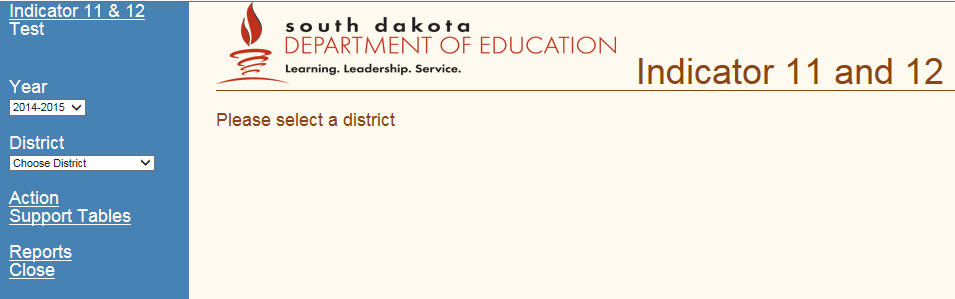 Indicator 11 & 12
Test
Year
2014-2015
District
Choose District
Action
Support Tables
Reports
Close
south dakota
DEPARTMENT OF EDUCATION
Learning. Leadership. Service.
Indicator 11 and 12
Please select a district